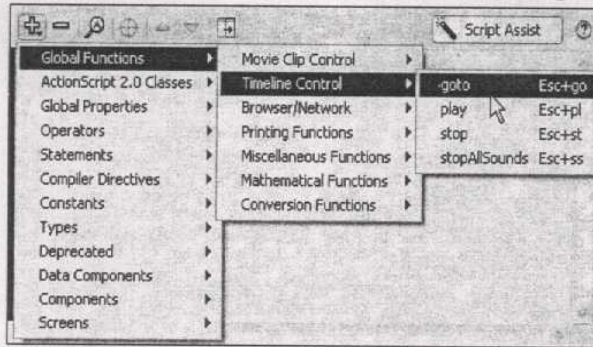 Script Assist
Global Functions
ActionScript 2.0 Classes
Global Properties
Operators
Statements
Compiler Directives
Constants
Types
Deprecated
Data Components
Components
Screens
Movie Clip Control
Timeline Control
Browser/Network
Printing Functions
Miscellaneous Functions
Mathematical Functions
Conversion Functions
goto Esc+go
play Esc+pl
stop Esc+st
stopAllSounds Esc+ss